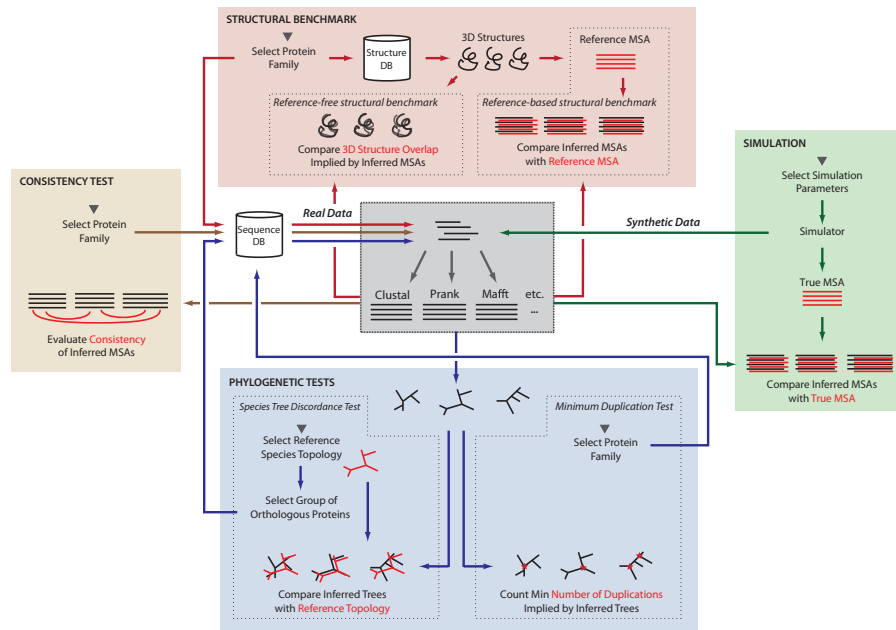 STRUCTURAL BENCHMARK
Select Protein
Family
Structure
DB
3D Structures
Reference MSA
Reference-free structural benchmark
Reference-based structural benchmark
Compare 3D Structure Overlap
Implied by Inferred MSAs
Compare Inferred MSAs
with Reference MSA
SIMULATION
Select Simulation
Parameters
Simulator
True MSA
Compare Inferred MSAs
with True MSA
CONSISTENCY TEST
Select Protein
Family
Evaluate Consistency
of Inferred MSAs
Sequence
DB
Real Data
Synthetic Data
Clustal
Prank
Mafft
etc.
...
PHYLOGENETIC TESTS
Species Tree Discordance Test
Select Reference
Species Topology
Select Group of
Orthologous Proteins
Compare Inferred Trees
with Reference Topology
Minimum Duplication Test
Select Protein
Family
Count Min Number of Duplications
Implied by Inferred Trees